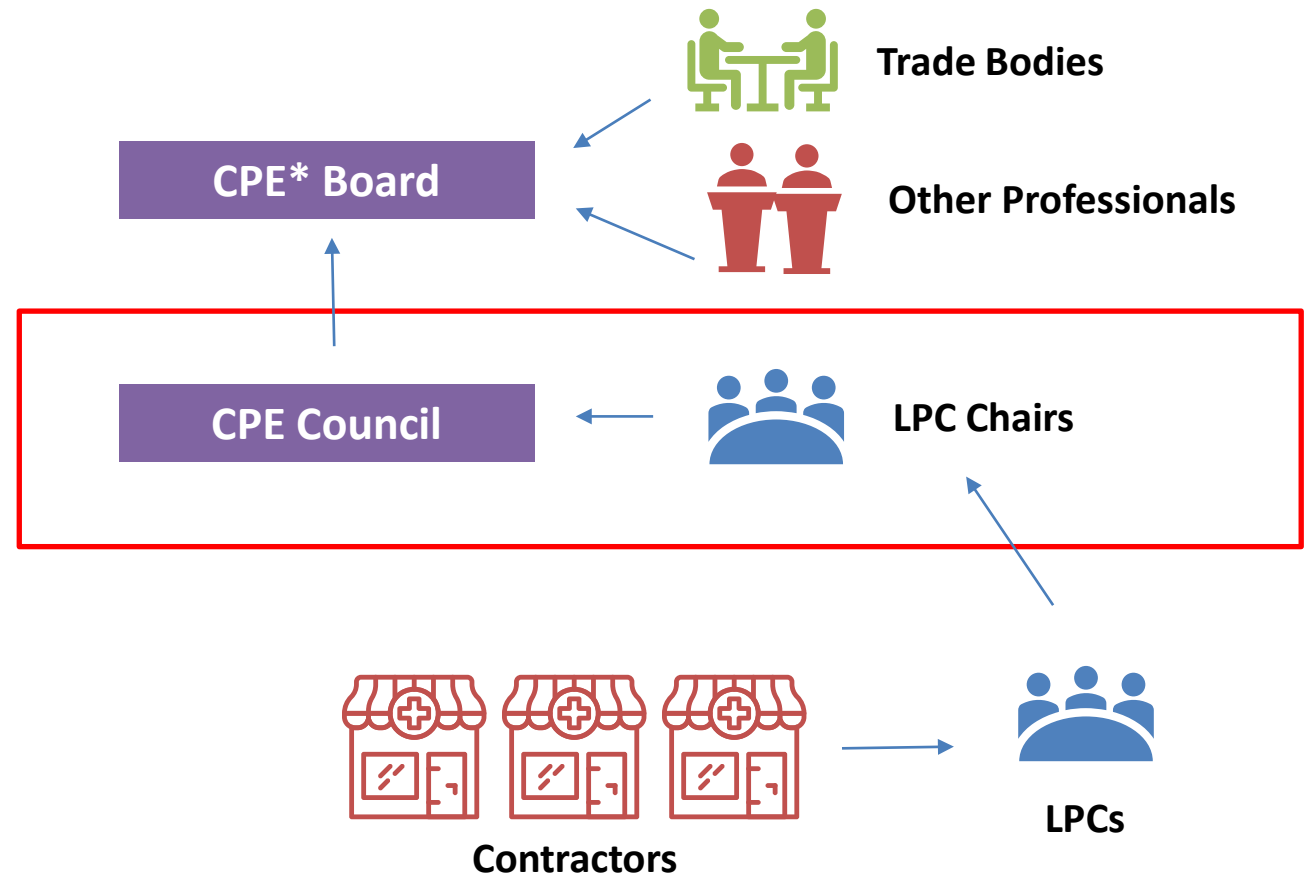 Trade Bodies
CPE* Board
Other Professionals
CPE Council
LPC Chairs
LPCs
Contractors